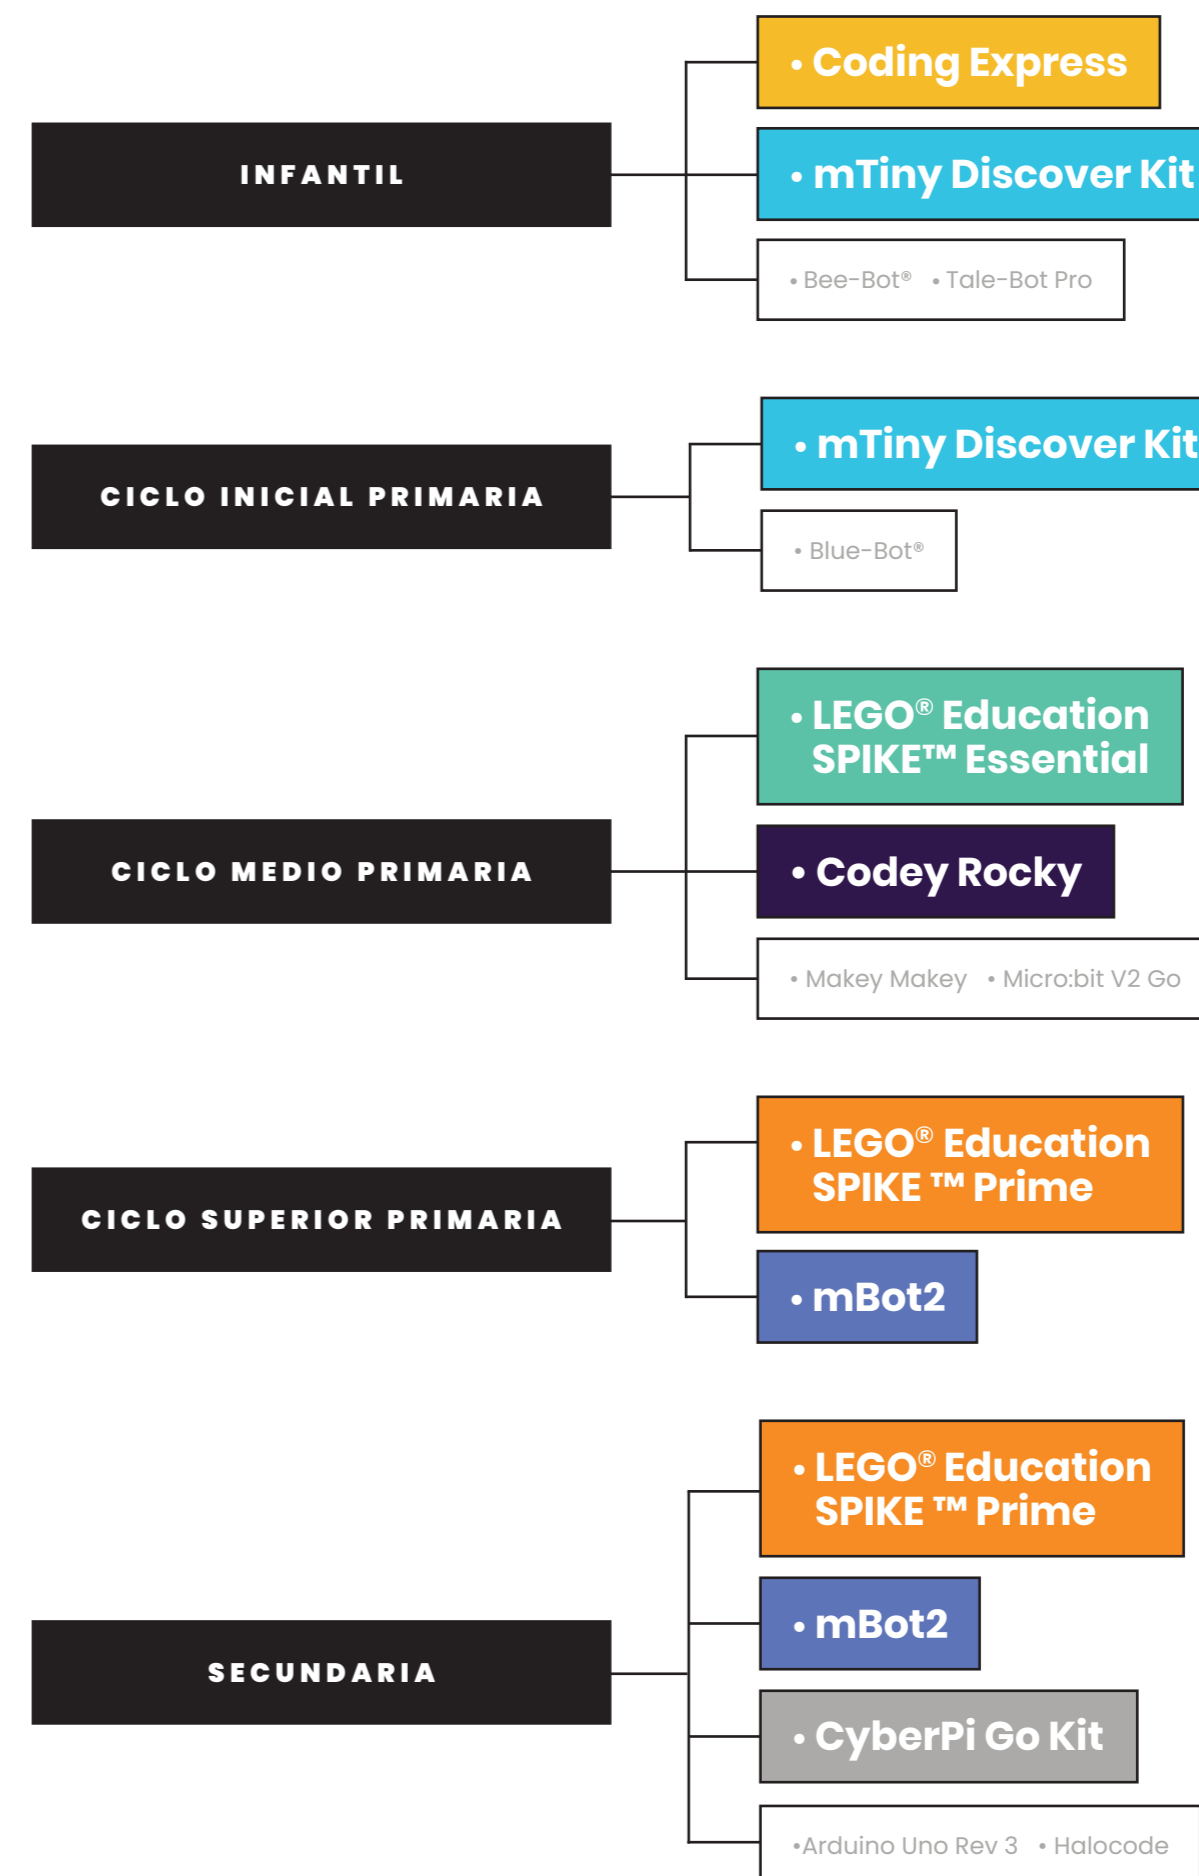 INFANTIL
• Coding Express
• mTiny Discover Kit
• Bee-Bot® • Tale-Bot Pro
CICLO INICIAL PRIMARIA
• mTiny Discover Kit
• Blue-Bot®
CICLO MEDIO PRIMARIA
• LEGO® Education
SPIKE™ Essential
• Codey Rocky
• Makey Makey • Micro:bit V2 Go
CICLO SUPERIOR PRIMARIA
• LEGO® Education
SPIKE ™ Prime
• mBot2
SECUNDARIA
• LEGO® Education
SPIKE ™ Prime
• mBot2
• CyberPi Go Kit
•Arduino Uno Rev 3 • Halocode